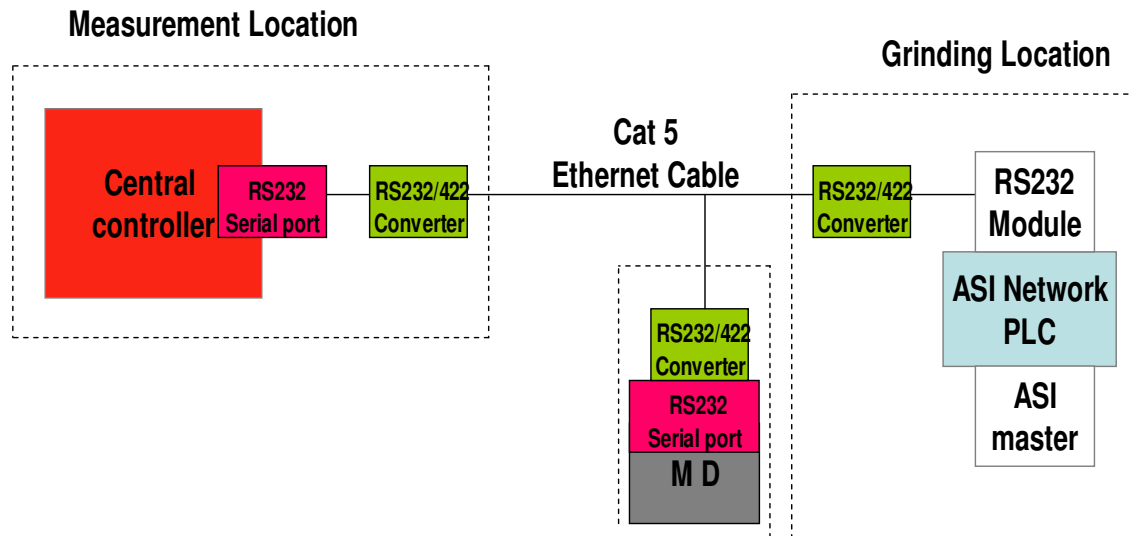 Measurement Location
Grinding Location
Cat 5
Ethernet Cable
Central
controller
RS232
Serial port
RS232/422
Converter
RS232/422
Converter
RS232
Module
ASI Network
PLC
ASI
master
RS232/422
Converter
RS232
Serial port
M D